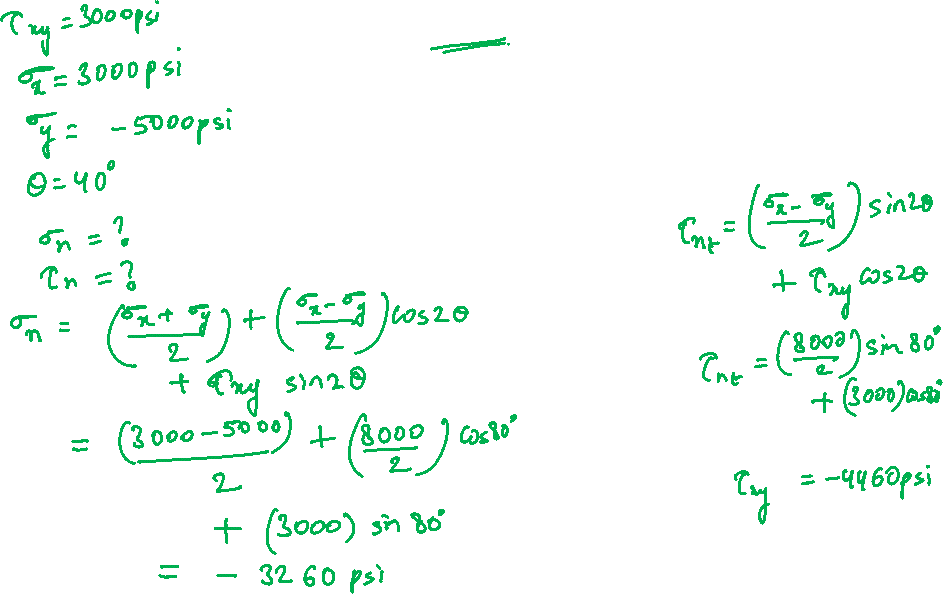 τxy = 3000psi
σx = 3000psi
σy = -5000psi
θ = 40°
σn = ?
τn = ?
σn = ((σx + σy)/2) + ((σx - σy)/2) cos2θ
+ τxy sin2θ
= (3000-5000)/2 + (8000/2) cos80°
+ (3000) sin 80°
= - 3260 psi
τnt = ((σx - σy)/2) sin2θ
+ τxy cos2θ
τnt = (8000/2) sin 80°
+ (3000) cos80°
τxy = -4460psi